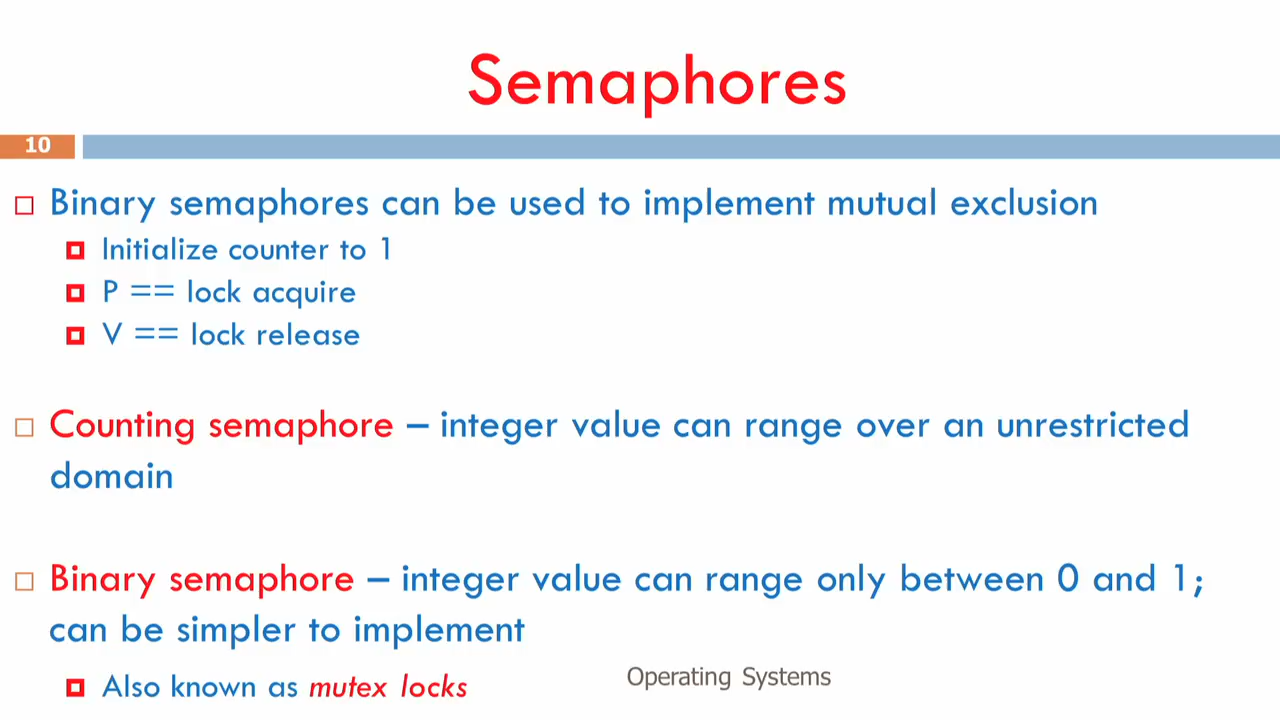 Semaphores
10
Binary semaphores can be used to implement mutual exclusion
Initialize counter to 1
P == lock acquire
V == lock release
Counting semaphore – integer value can range over an unrestricted
domain
Binary semaphore – integer value can range only between 0 and 1;
can be simpler to implement
Also known as mutex locks
Operating Systems